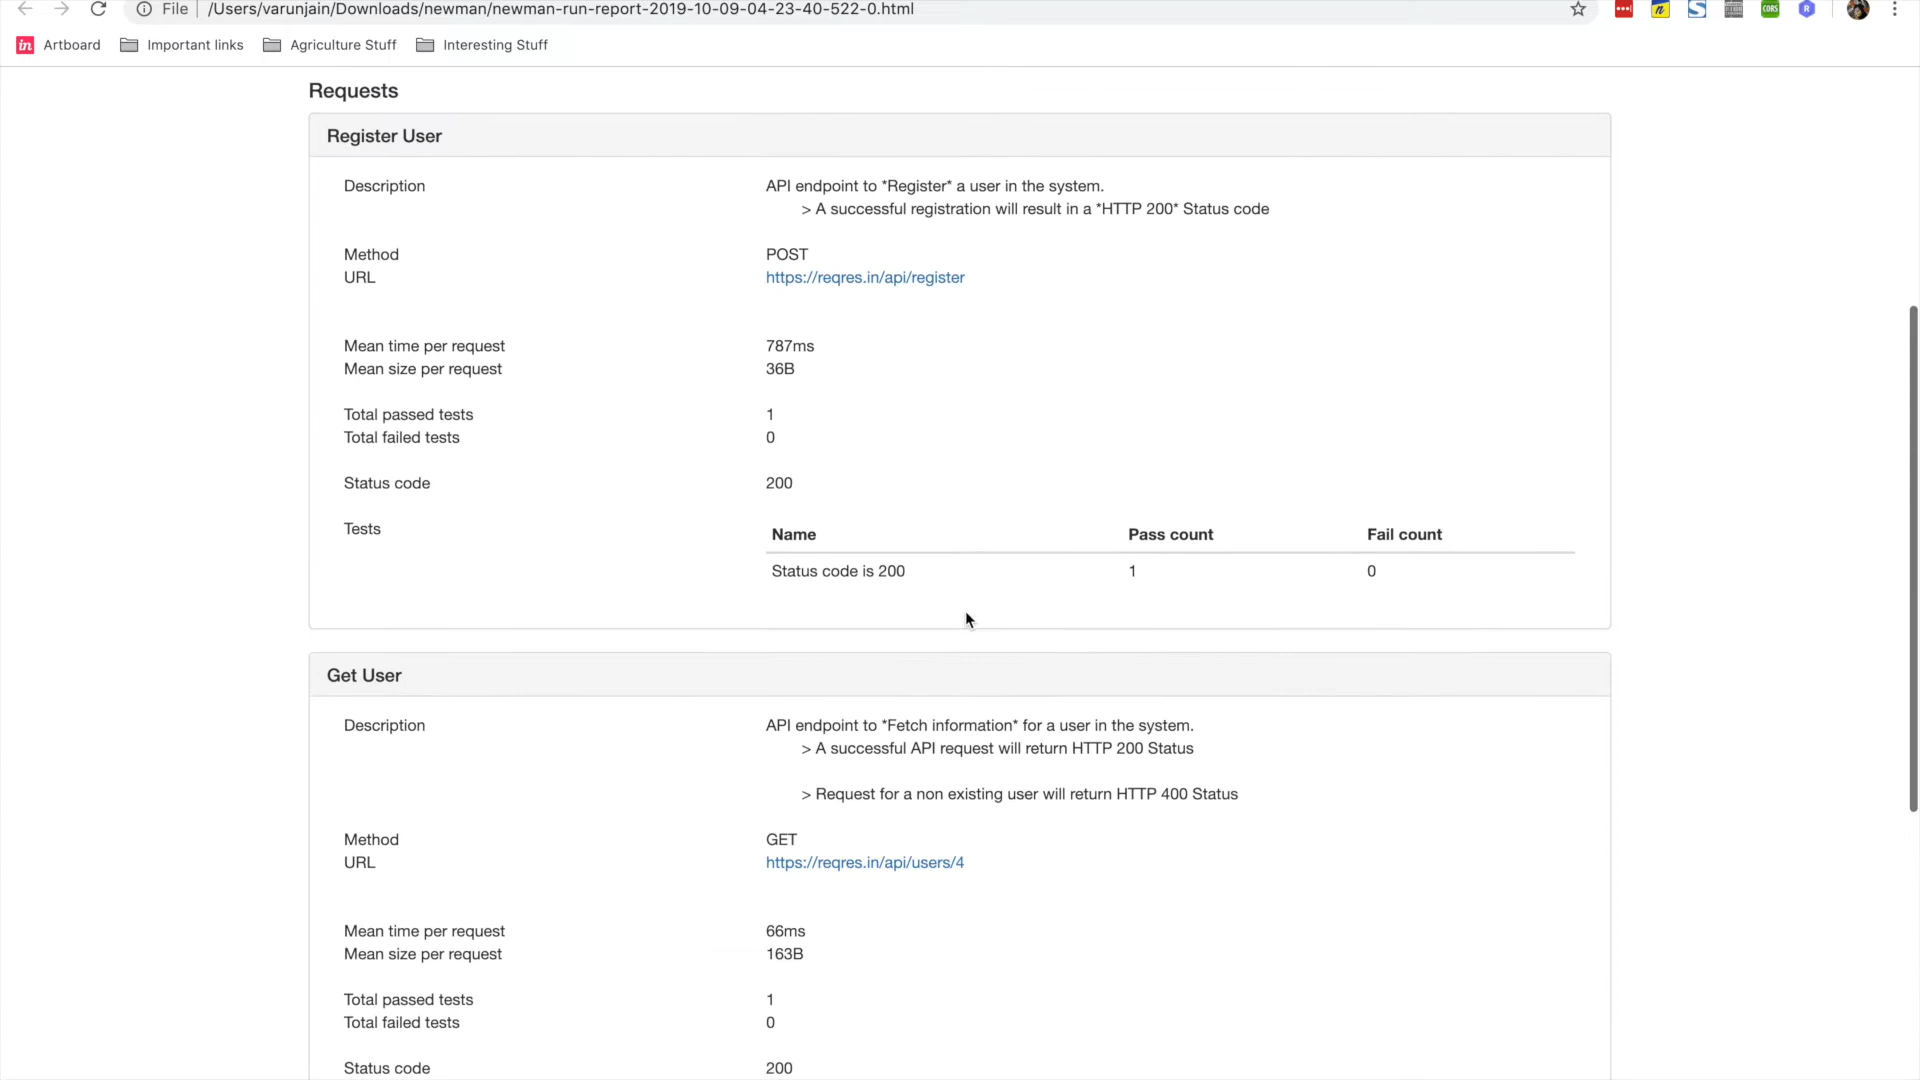 File | /Users/varunjain/Downloads/newman/newman-run-report-2019-10-09-04-23-40-522-0.html
in Artboard Important links Agriculture Stuff Interesting Stuff
Requests
Register User
Description API endpoint to *Register* a user in the system.
> A successful registration will result in a *HTTP 200* Status code
Method POST
URL https://reqres.in/api/register
Mean time per request 787ms
Mean size per request 36B
Total passed tests 1
Total failed tests 0
Status code 200
Tests Name Pass count Fail count
Status code is 200 1 0
Get User
Description API endpoint to *Fetch information* for a user in the system.
> A successful API request will return HTTP 200 Status
> Request for a non existing user will return HTTP 400 Status
Method GET
URL https://reqres.in/api/users/4
Mean time per request 66ms
Mean size per request 163B
Total passed tests 1
Total failed tests 0
Status code 200